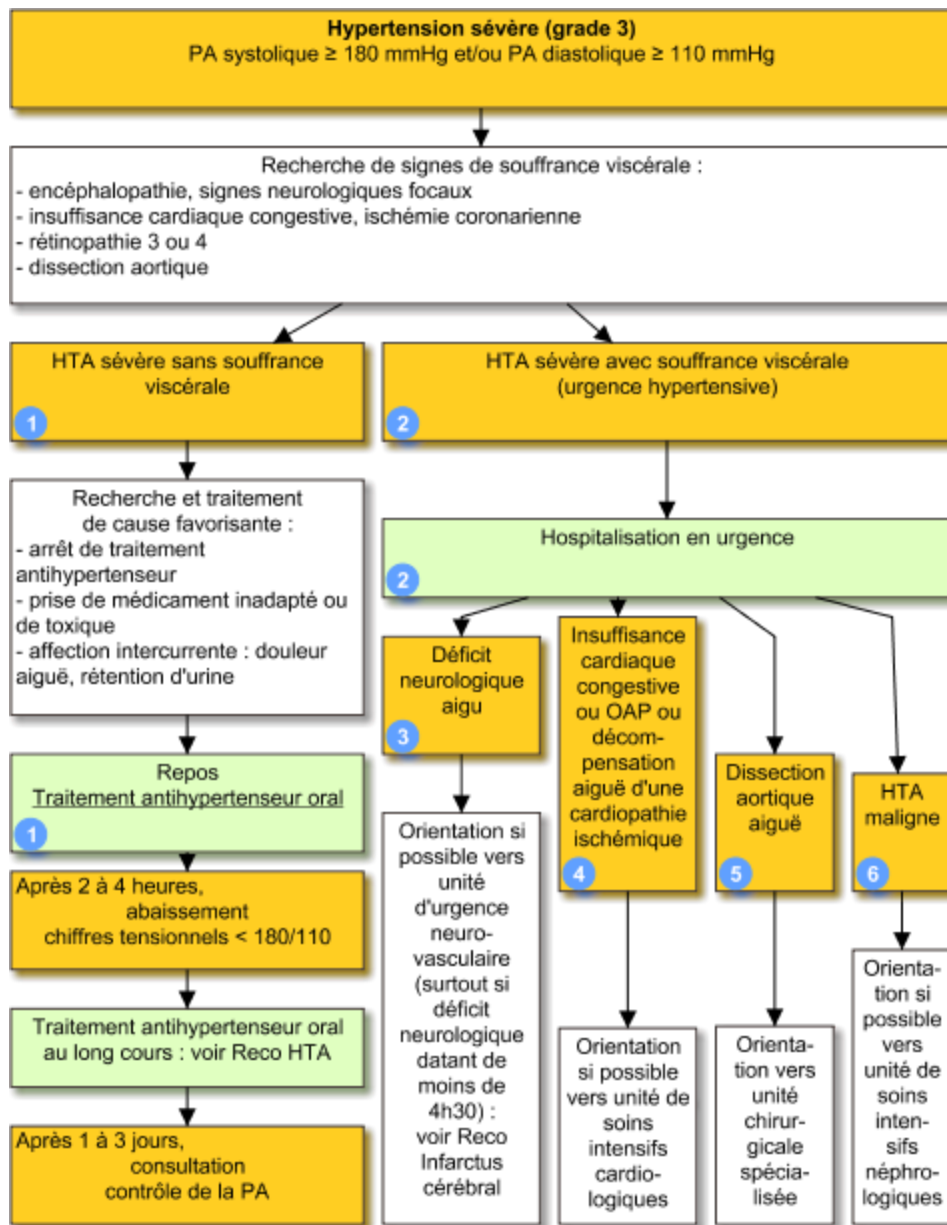 Hypertension sévère (grade 3)
PA systolique ≥ 180 mmHg et/ou PA diastolique ≥ 110 mmHg
Recherche de signes de souffrance viscérale :
- encéphalopathie, signes neurologiques focaux
- insuffisance cardiaque congestive, ischémie coronarienne
- rétinopathie 3 ou 4
- dissection aortique
HTA sévère sans souffrance
viscérale
1
HTA sévère avec souffrance viscérale
(urgence hypertensive)
2
Recherche et traitement
de cause favorisante :
- arrêt de traitement
antihypertenseur
- prise de médicament inadapté ou
de toxique
- affection intercurrente : douleur
aiguë, rétention d'urine
Repos
Traitement antihypertenseur oral
1
Après 2 à 4 heures,
abaissement
chiffres tensionnels < 180/110
Traitement antihypertenseur oral
au long cours : voir Reco HTA
Après 1 à 3 jours,
consultation
contrôle de la PA
Hospitalisation en urgence
2
Déficit
neurologique
aigu
3
Orientation si
possible vers
unité
d'urgence
neuro-
vasculaire
(surtout si
déficit
neurologique
datant de
moins de
4h30) :
voir Reco
Infarctus
cérébral
Insuffisance
cardiaque
congestive
ou OAP ou
décom-
pensation
aiguë d'une
cardiopathie
ischémique
4
Orientation
si possible
vers unité de
soins
intensifs
cardio-
logiques
Dissection
aortique
aiguë
5
Orienta-
tion vers
unité
chirur-
gicale
spécia-
lisée
HTA
maligne
6
Orienta-
tion si
possible
vers
unité de
soins
inten-
sifs
néphro-
logiques